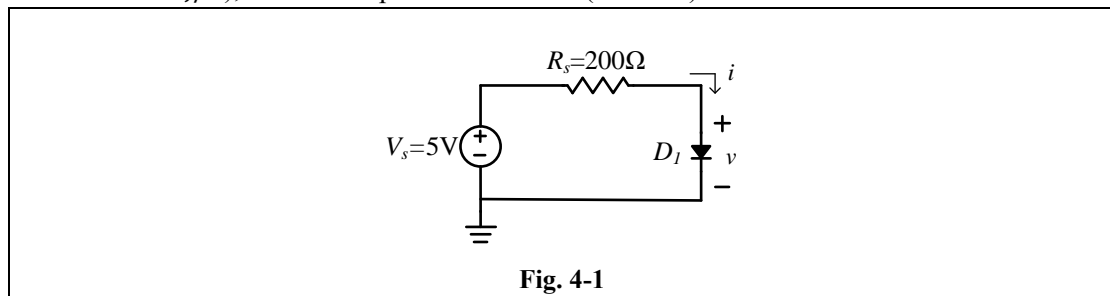 R_s=200Ω
i
V_s=5V
+
−
+
D_1
v
−
Fig. 4-1